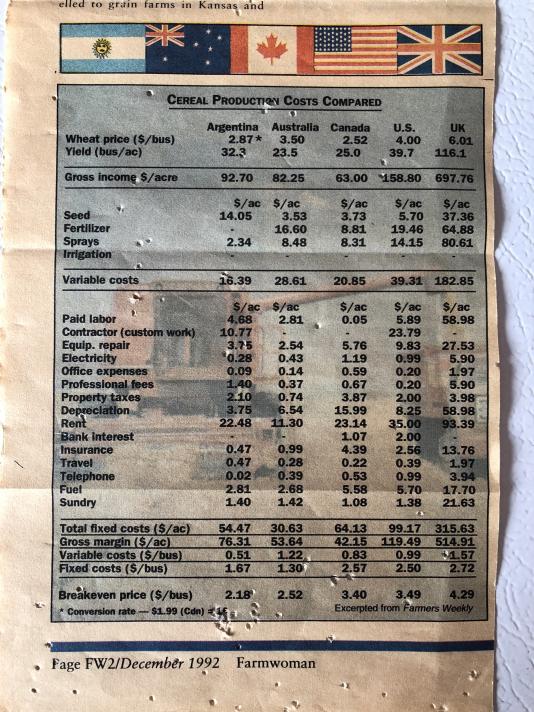 elled to grain farms in Kansas and
CEREAL PRODUCTION COSTS COMPARED
Argentina Australia Canada U.S. UK
Wheat price ($/bus) 2.87* 3.50 2.52 4.00 6.01
Yield (bus/ac) 32.3 23.5 25.0 39.7 116.1
Gross income $/acre 92.70 82.25 63.00 158.80 697.76
$/ac $/ac $/ac $/ac $/ac
Seed 14.05 3.53 3.73 5.70 37.36
Fertilizer - 16.60 8.81 19.46 64.88
Sprays 2.34 8.48 8.31 14.15 80.61
Irrigation - - - - -
Variable costs 16.39 28.61 20.85 39.31 182.85
$/ac $/ac $/ac $/ac $/ac
Paid labor 4.68 2.81 0.05 5.89 58.98
Contractor (custom work) 10.77 - - 23.79 -
Equip. repair 3.75 2.54 5.76 9.83 27.53
Electricity 0.28 0.43 1.19 0.99 5.90
Office expenses 0.09 0.14 0.59 0.20 1.97
Professional fees 1.40 0.37 0.67 0.20 5.90
Property taxes 2.10 0.74 3.87 2.00 3.98
Depreciation 3.75 6.54 15.99 8.25 58.98
Rent 22.48 11.30 23.14 35.00 93.39
Bank interest - - 1.07 2.00 -
Insurance 0.47 0.99 4.39 2.56 13.76
Travel 0.47 0.28 0.22 0.39 1.97
Telephone 0.02 0.39 0.53 0.99 3.94
Fuel 2.81 2.68 5.58 5.70 17.70
Sundry 1.40 1.42 1.08 1.38 21.63
Total fixed costs ($/ac) 54.47 30.63 64.13 99.17 315.63
Gross margin ($/ac) 76.31 53.64 42.15 119.49 514.91
Variable costs ($/bus) 0.51 1.22 0.83 0.99 1.57
Fixed costs ($/bus) 1.67 1.30 2.57 2.50 2.72
Breakeven price ($/bus) 2.18 2.52 3.40 3.49 4.29
* Conversion rate — $1.99 (Cdn) = Excerpted from Farmers Weekly
Page FW2/December 1992 Farmwoman